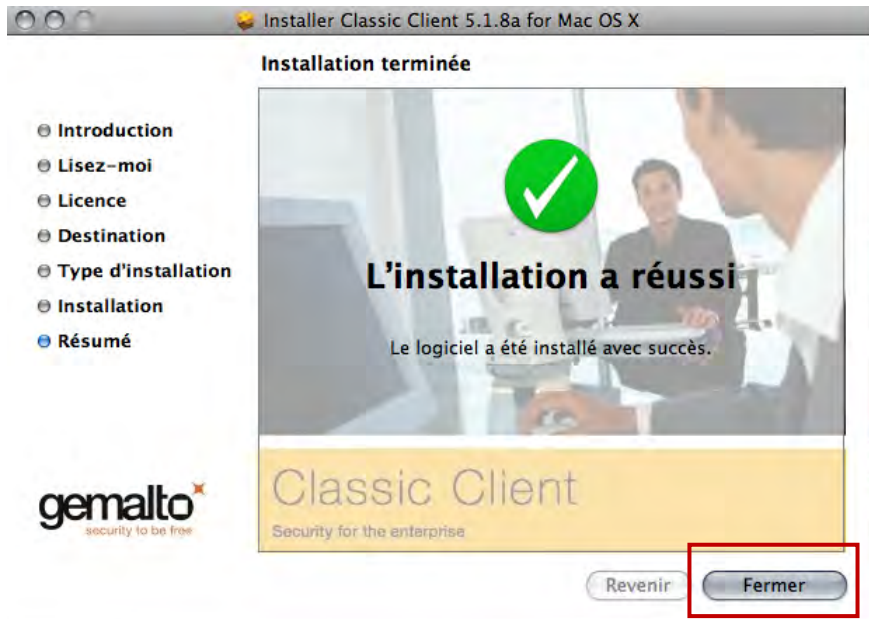 Installer Classic Client 5.1.8a for Mac OS X
Installation terminée
Introduction
Lisez-moi
Licence
Destination
Type d'installation
Installation
Résumé
L'installation a réussi
Le logiciel a été installé avec succès.
gemalto
security to be free
Classic Client
Security for the enterprise
Revenir
Fermer